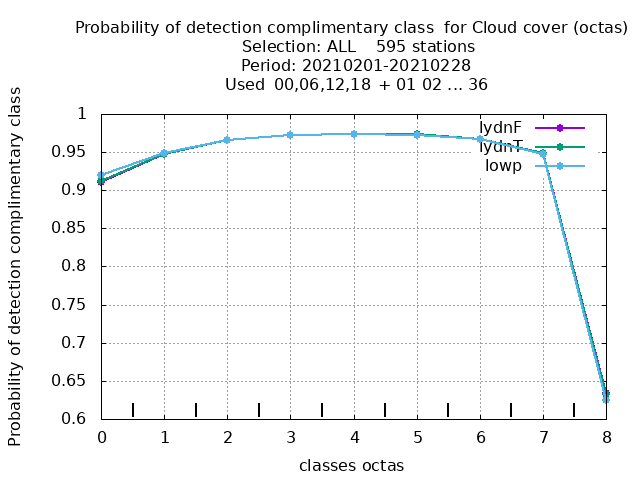 Probability of detection complimentary class  for Cloud cover (octas)
Selection: ALL    595 stations
Period: 20210201-20210228
Used  00,06,12,18 + 01 02 ... 36
Probability of detection complimentary class
1
0.95
0.9
0.85
0.8
0.75
0.7
0.65
0.6
lydnF
lydnT
lowp
0 1 2 3 4 5 6 7 8
classes octas